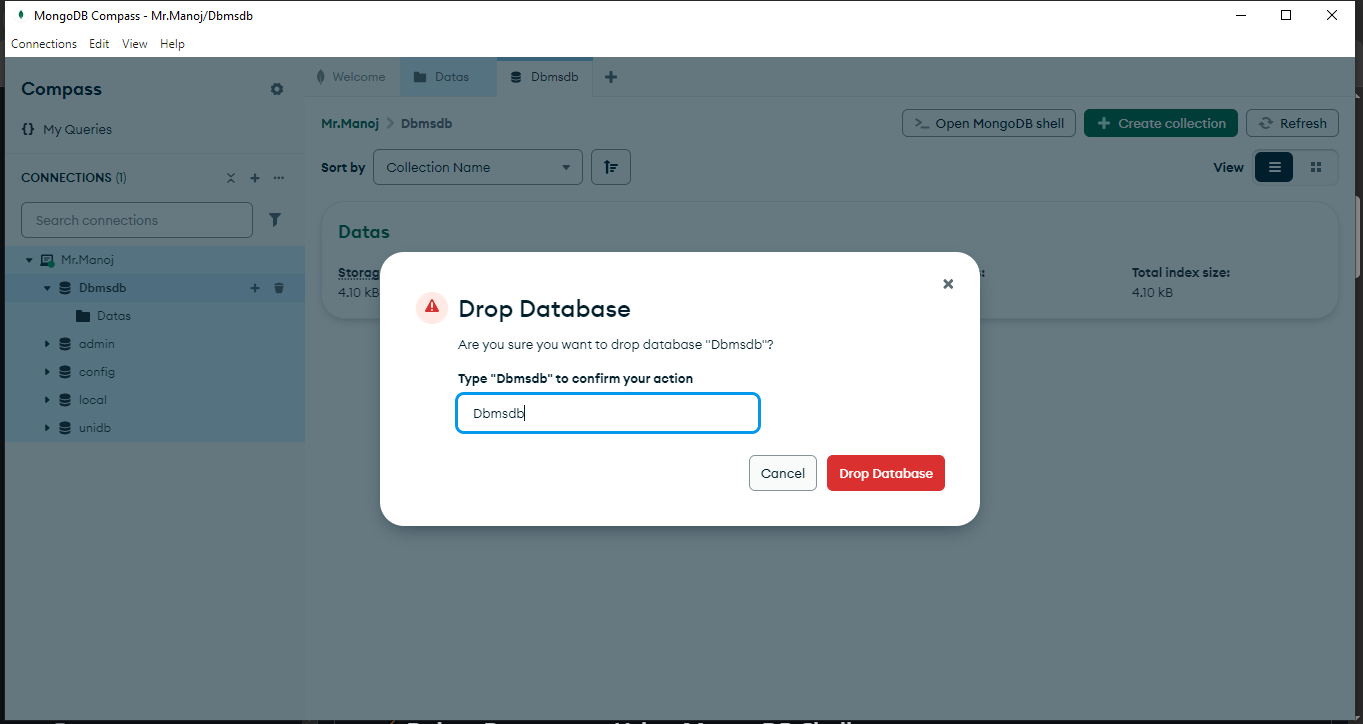 MongoDB Compass - Mr.Manoj/Dbmsdb
Connections Edit View Help
Compass
Welcome Datas Dbmsdb
{} My Queries
Mr.Manoj > Dbmsdb
>_ Open MongoDB shell + Create collection Refresh
CONNECTIONS (1)
Sort by Collection Name
View
Search connections
Datas
Mr.Manoj
Dbmsdb
Datas
admin
config
local
unidb
Storag
4.10 kB
Total index size:
4.10 kB
Drop Database
Are you sure you want to drop database "Dbmsdb"?
Type "Dbmsdb" to confirm your action
Dbmsdb
Cancel Drop Database